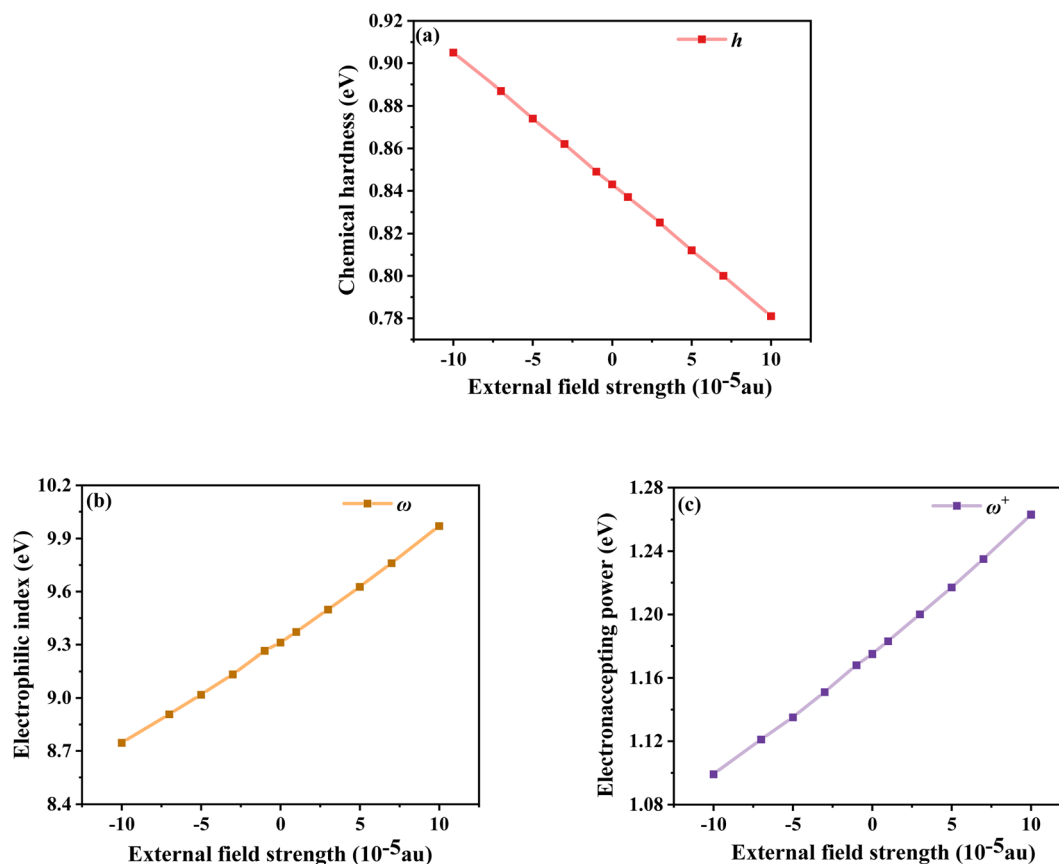 (a)
h
Chemical hardness (eV)
0.92
0.90
0.88
0.86
0.84
0.82
0.80
0.78
-10 -5 0 5 10
External field strength (10-5au)
(b)
ω
Electrophilic index (eV)
10.2
9.9
9.6
9.3
9.0
8.7
8.4
-10 -5 0 5 10
External field strength (10-5au)
(c)
ω+
Electronaccepting power (eV)
1.28
1.24
1.20
1.16
1.12
1.08
-10 -5 0 5 10
External field strength (10-5au)